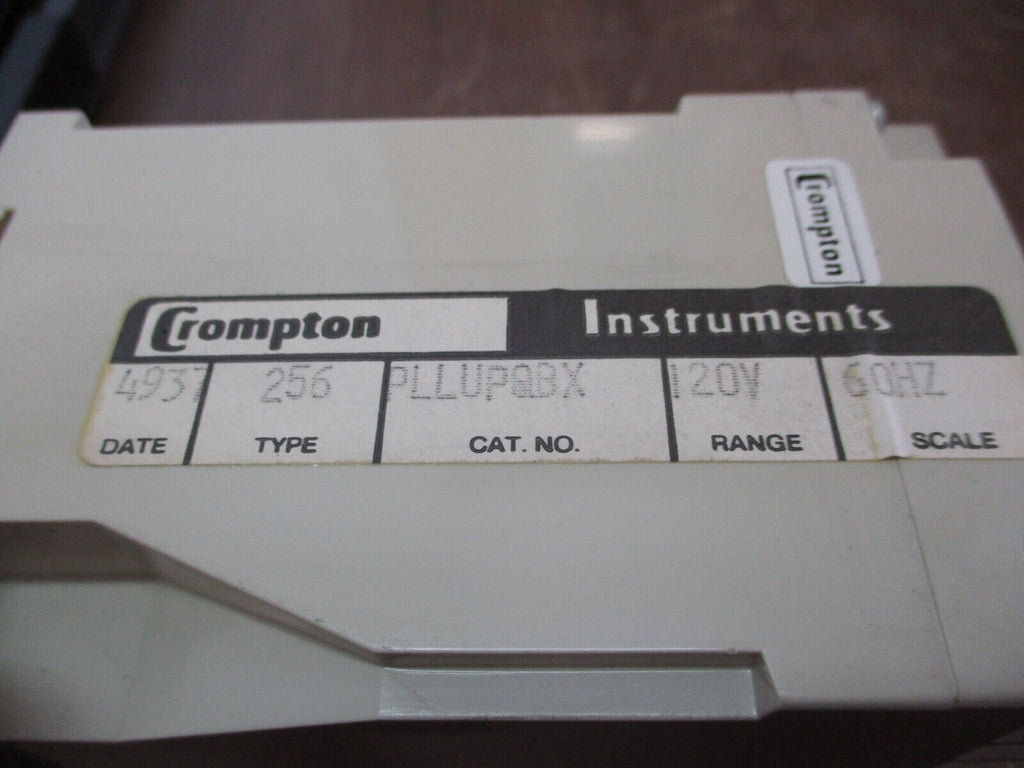 Crompton
Crompton Instruments
4937 256 PLLUPQBX 120V 60HZ
DATE TYPE CAT. NO. RANGE SCALE